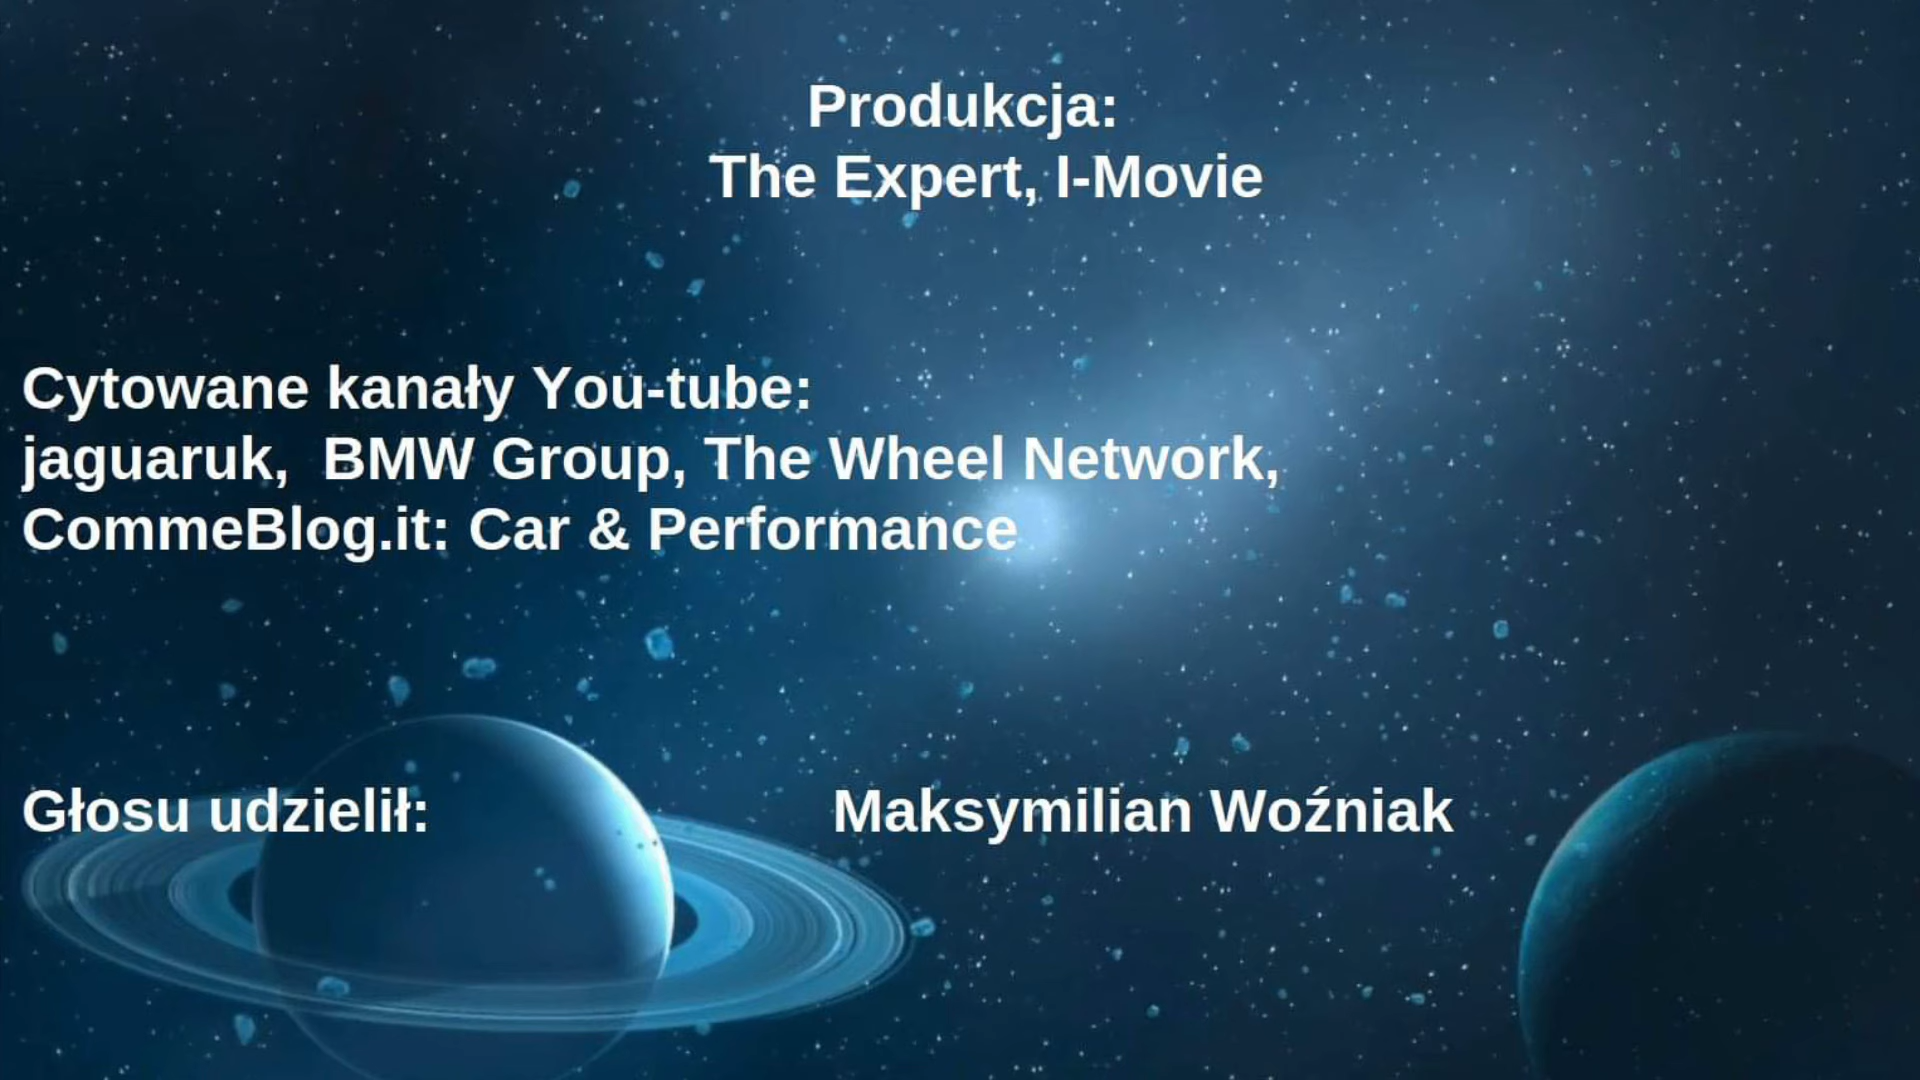 Produkcja:
The Expert, I-Movie
Cytowane kanały You-tube:
jaguaruk,  BMW Group, The Wheel Network,
CommeBlog.it: Car & Performance
Głosu udzielił: Maksymilian Woźniak